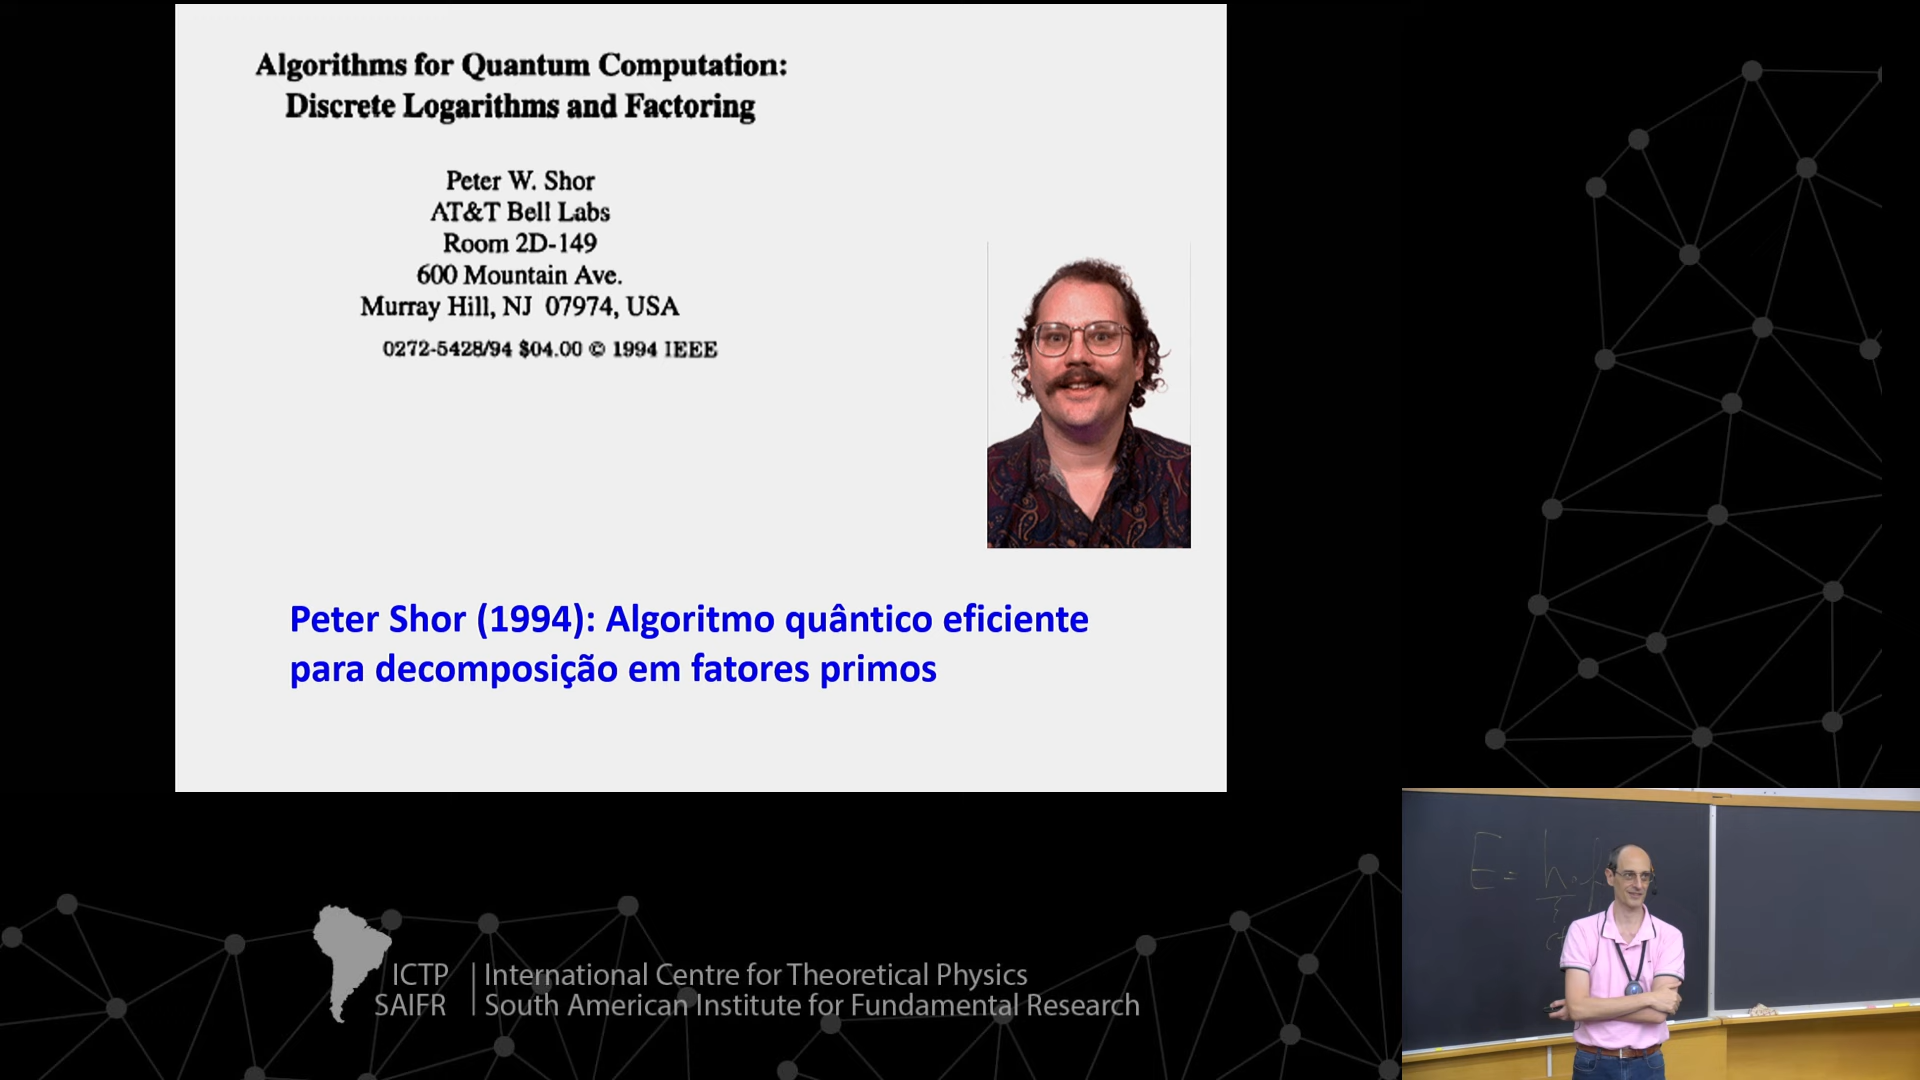 Algorithms for Quantum Computation:
Discrete Logarithms and Factoring
Peter W. Shor
AT&T Bell Labs
Room 2D-149
600 Mountain Ave.
Murray Hill, NJ 07974, USA
0272-5428/94 $04.00 © 1994 IEEE
Peter Shor (1994): Algoritmo quântico eficiente
para decomposição em fatores primos
ICTP | International Centre for Theoretical Physics
SAIFR | South American Institute for Fundamental Research
E = h